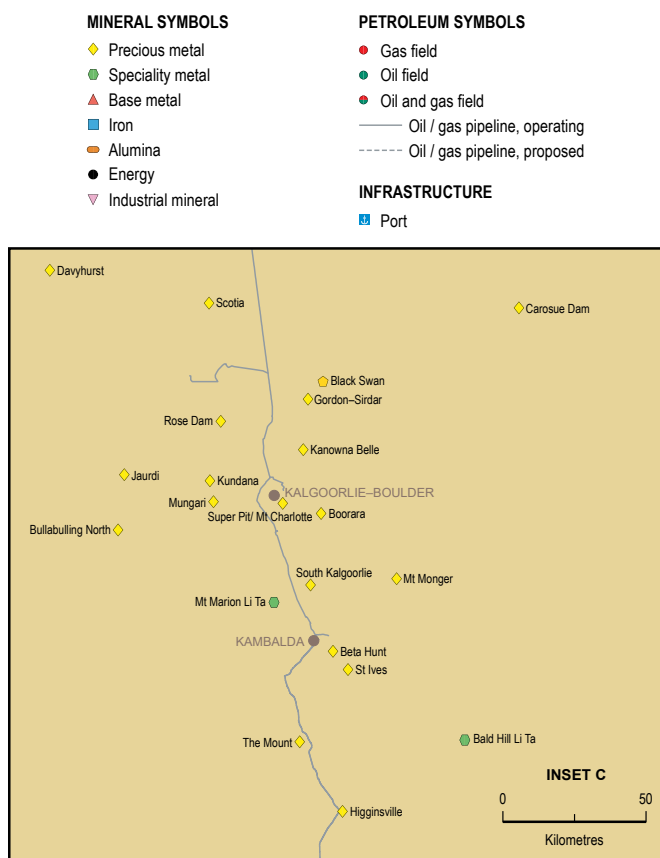 MINERAL SYMBOLS
Precious metal
Speciality metal
Base metal
Iron
Alumina
Energy
Industrial mineral
PETROLEUM SYMBOLS
Gas field
Oil field
Oil and gas field
Oil / gas pipeline, operating
Oil / gas pipeline, proposed
INFRASTRUCTURE
Port
Davyhurst
Scotia
Carosue Dam
Black Swan
Gordon–Sirdar
Rose Dam
Kanowna Belle
Jaurdi
Kundana
KALGOORLIE–BOULDER
Mungari
Super Pit/ Mt Charlotte
Boorara
Bullabulling North
South Kalgoorlie
Mt Monger
Mt Marion Li Ta
KAMBALDA
Beta Hunt
St Ives
The Mount
Bald Hill Li Ta
INSET C
0 50
Kilometres
Higginsville